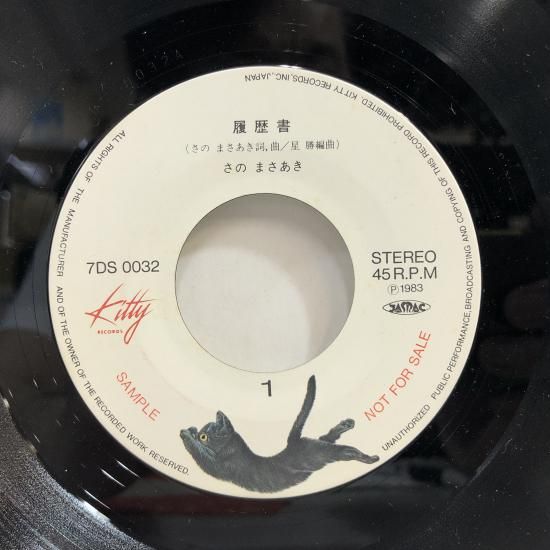 履歴書
(さの まさあき詞,曲/星 勝編曲)
さの まさあき
7DS 0032
STEREO
45 R.P.M
Ⓟ1983
JASRAC
Kitty
RECORDS
SAMPLE
NOT FOR SALE
1
ALL RIGHTS OF THE MANUFACTURER AND OF THE OWNER OF THE RECORDED WORK RESERVED.
UNAUTHORIZED PUBLIC PERFORMANCE,BROADCASTING AND COPYING OF THIS RECORD PROHIBITED. KITTY RECORDS,INC.,JAPAN